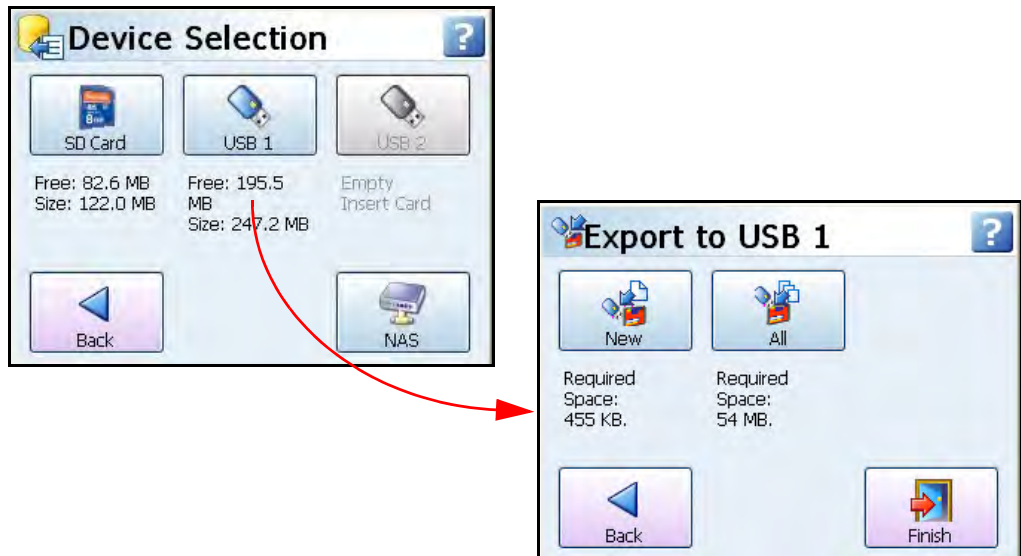 Device Selection
?
SD Card
USB 1
USB 2
Free: 82.6 MB
Size: 122.0 MB
Free: 195.5
MB
Size: 247.2 MB
Empty
Insert Card
Back
NAS
Export to USB 1
?
New
All
Required
Space:
455 KB.
Required
Space:
54 MB.
Back
Finish